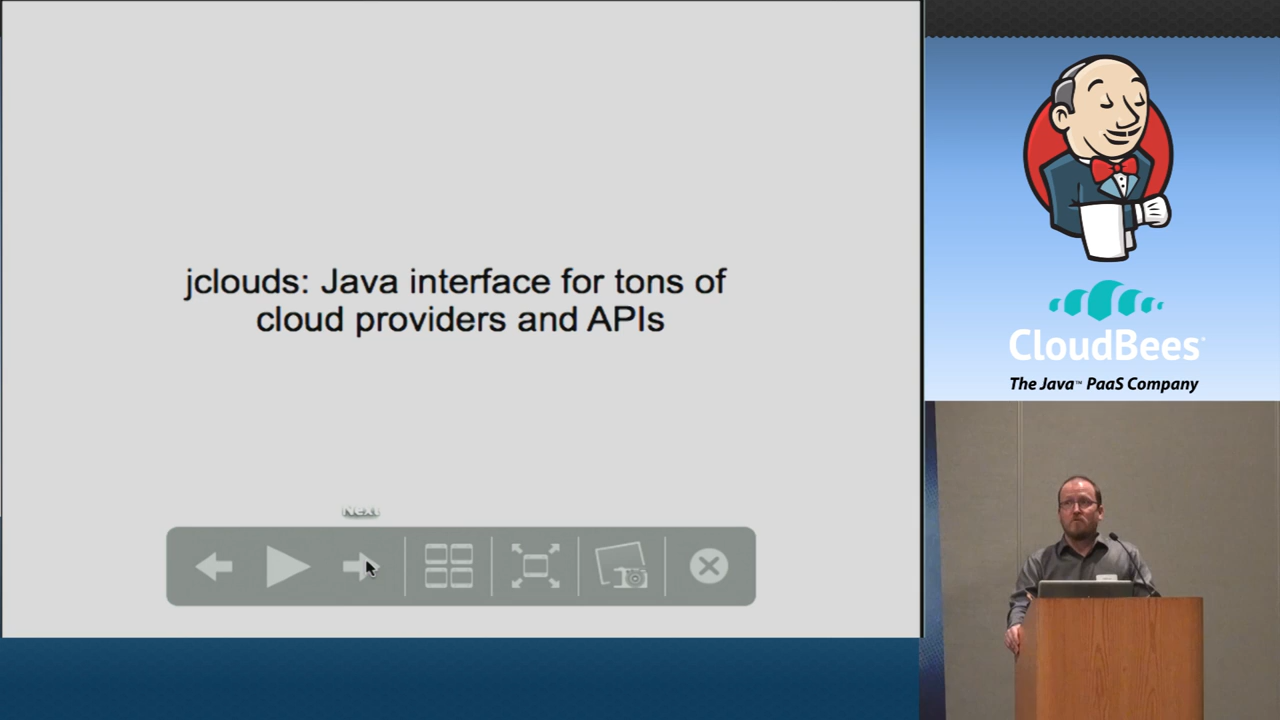 jclouds: Java interface for tons of
cloud providers and APIs
Next
CloudBees
The Java™ PaaS Company